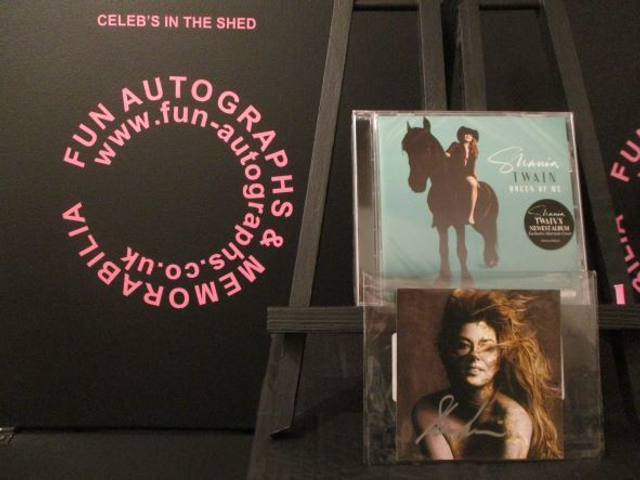 CELEB'S IN THE SHED
FUN AUTOGRAPHS & MEMORABILIA
www.fun-autographs.co.uk
Shania
TWAIN
QUEEN OF ME
Shania
TWAIN'S
NEWEST ALBUM